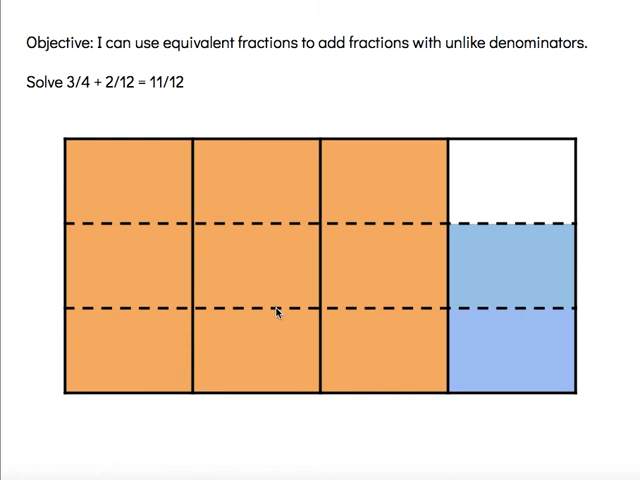 Objective: I can use equivalent fractions to add fractions with unlike denominators.
Solve 3/4 + 2/12 = 11/12